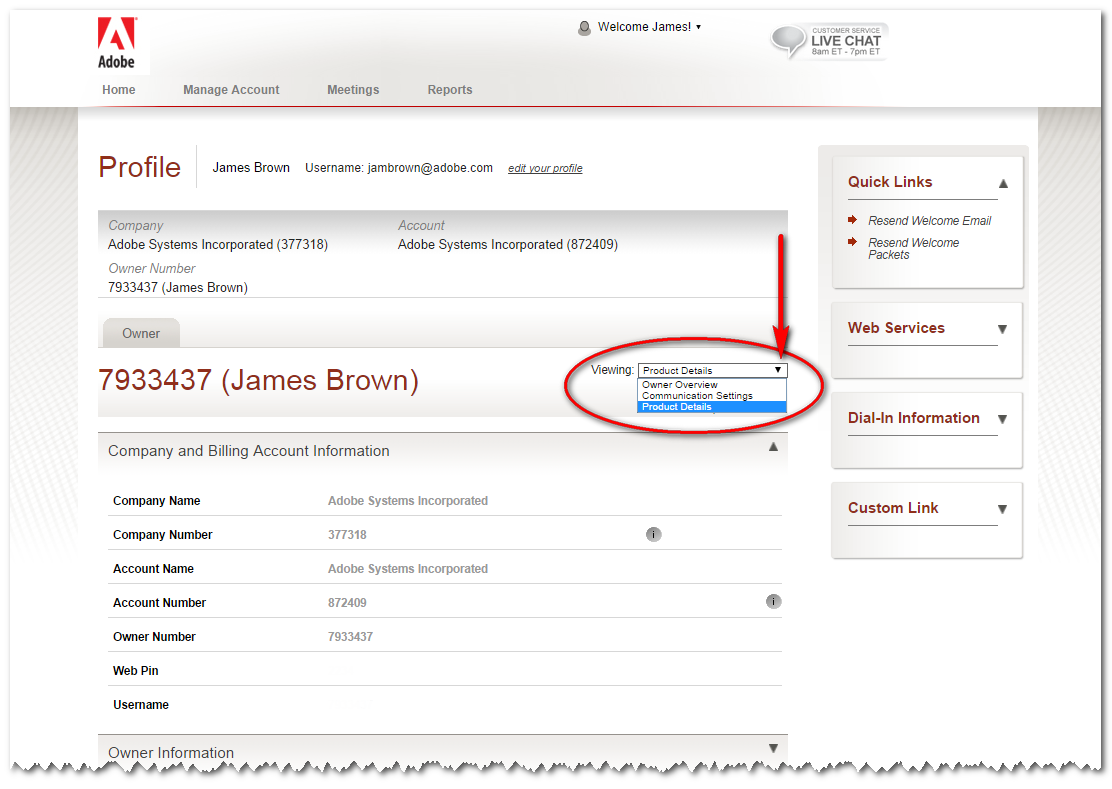 Adobe
Welcome James! ▾
CUSTOMER SERVICE
LIVE CHAT
8am ET - 7pm ET
Home
Manage Account
Meetings
Reports
Profile
James Brown
Username: jambrown@adobe.com
edit your profile
Company
Adobe Systems Incorporated (377318)
Account
Adobe Systems Incorporated (872409)
Owner Number
7933437 (James Brown)
Owner
7933437 (James Brown)
Viewing: Product Details
Owner Overview
Communication Settings
Product Details
Company and Billing Account Information
Company Name Adobe Systems Incorporated
Company Number 377318
Account Name Adobe Systems Incorporated
Account Number 872409
Owner Number 7933437
Web Pin
Username
Owner Information
Quick Links
Resend Welcome Email
Resend Welcome
Packets
Web Services
Dial-In Information
Custom Link